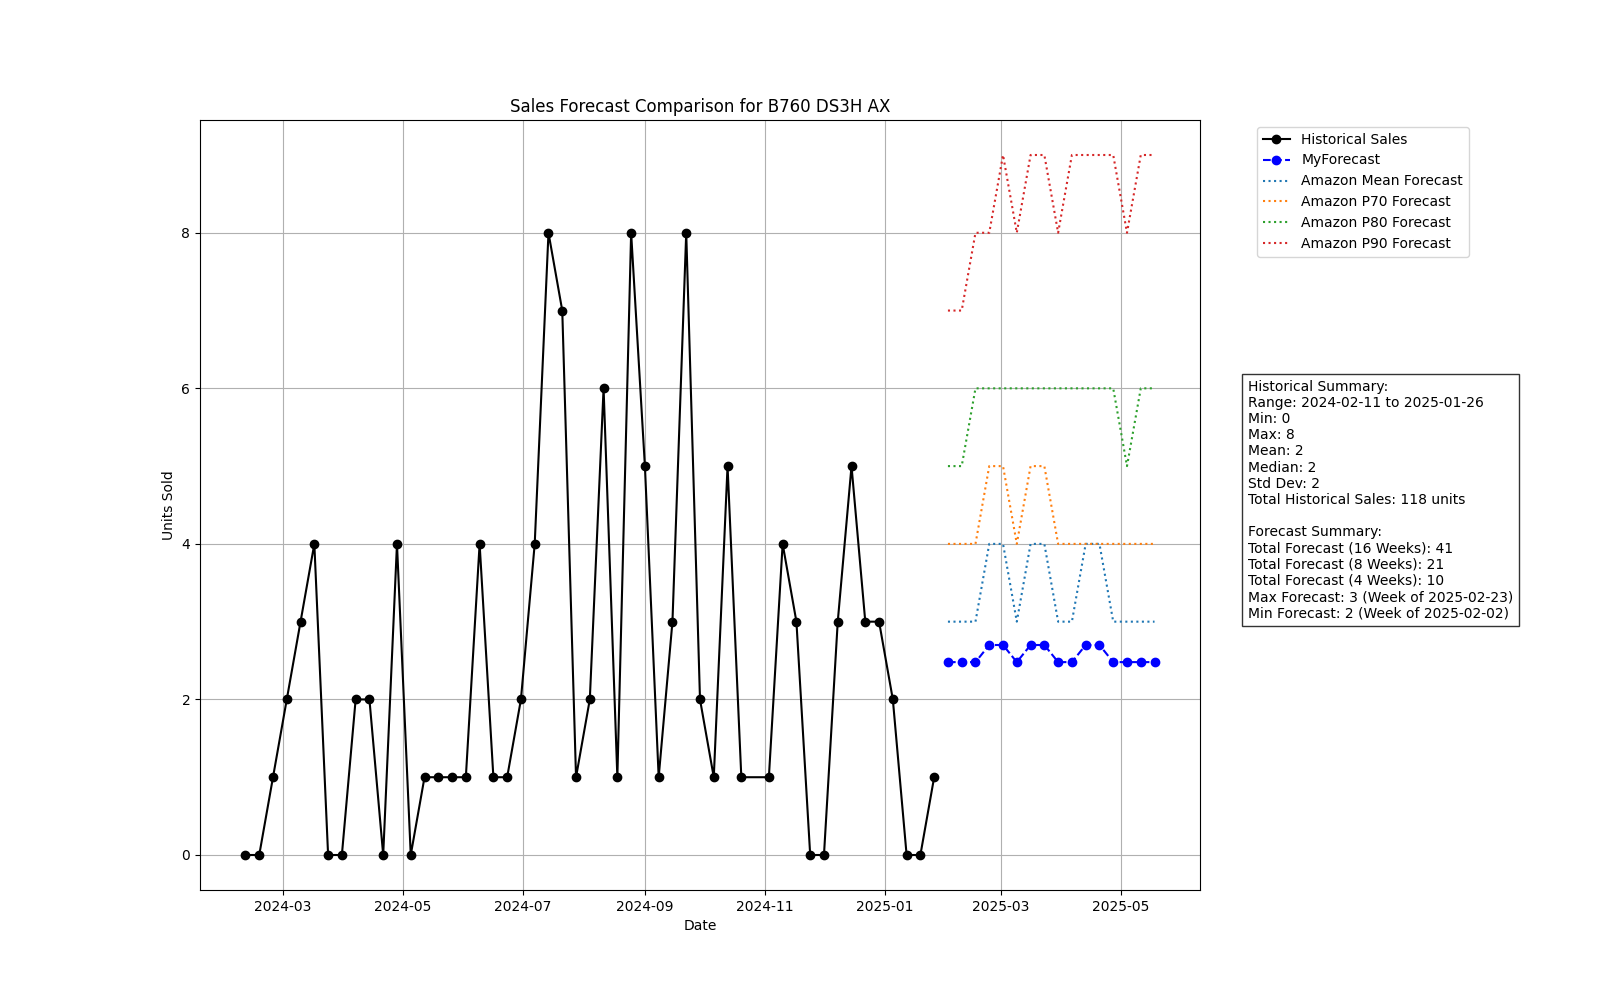 Sales Forecast Comparison for B760 DS3H AX
Units Sold
8
6
4
2
0
2024-03
2024-05
2024-07
2024-09
2024-11
2025-01
2025-03
2025-05
Date
Historical Sales
MyForecast
Amazon Mean Forecast
Amazon P70 Forecast
Amazon P80 Forecast
Amazon P90 Forecast
Historical Summary:
Range: 2024-02-11 to 2025-01-26
Min: 0
Max: 8
Mean: 2
Median: 2
Std Dev: 2
Total Historical Sales: 118 units
Forecast Summary:
Total Forecast (16 Weeks): 41
Total Forecast (8 Weeks): 21
Total Forecast (4 Weeks): 10
Max Forecast: 3 (Week of 2025-02-23)
Min Forecast: 2 (Week of 2025-02-02)